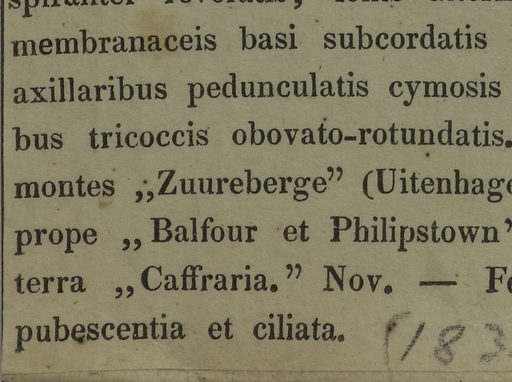 membranaceis basi subcordatis
axillaribus pedunculatis cymosis
bus tricoccis obovato-rotundatis.
montes „Zuureberge” (Uitenhage
prope „Balfour et Philipstown”
terra „Caffraria.” Nov. —
pubescentia et ciliata. (183